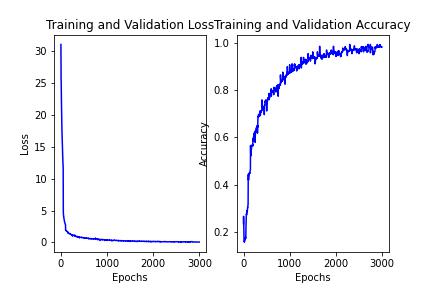 Training and Validation Loss
Training and Validation Accuracy
30
25
20
15
10
5
0
Loss
0 1000 2000 3000
Epochs
1.0
0.8
0.6
0.4
0.2
Accuracy
0 1000 2000 3000
Epochs